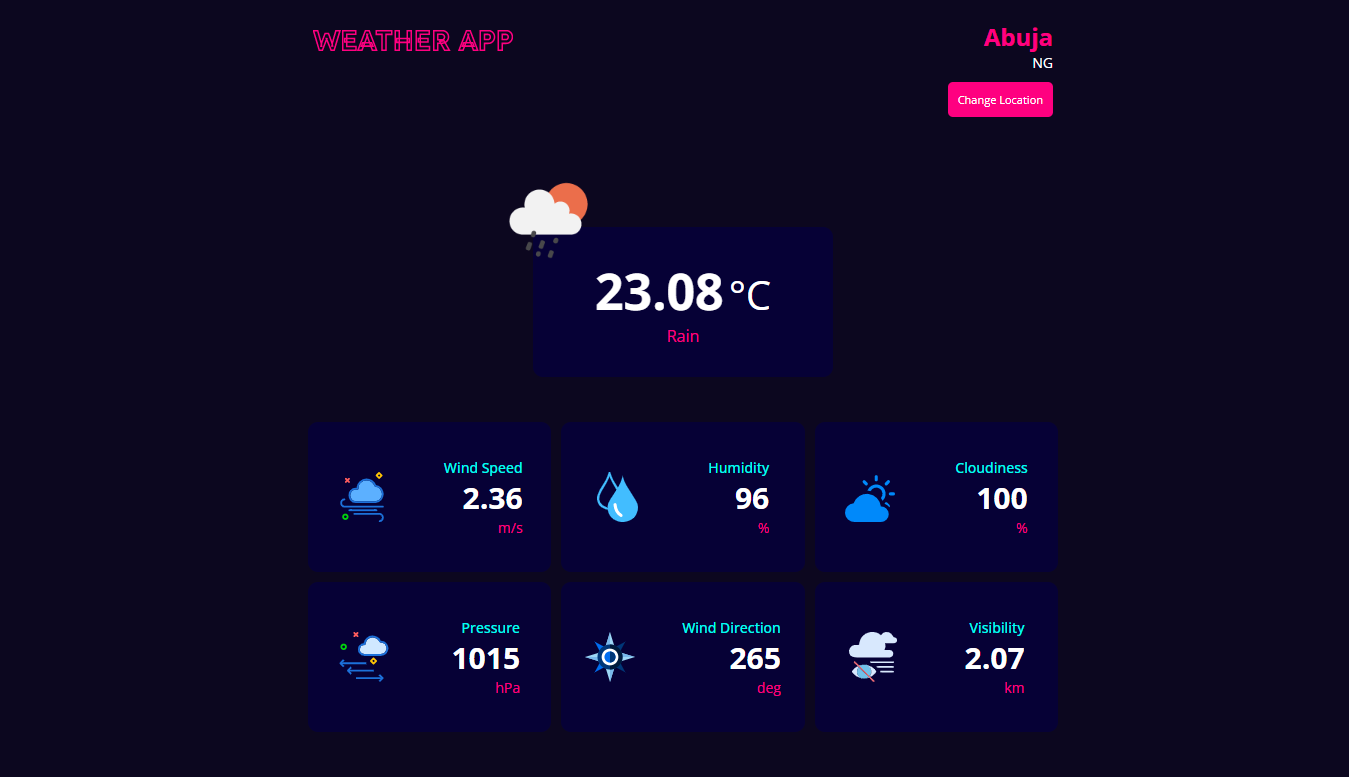 WEATHER APP
Abuja
NG
Change Location
23.08 °C
Rain
Wind Speed
2.36
m/s
Humidity
96
%
Cloudiness
100
%
Pressure
1015
hPa
Wind Direction
265
deg
Visibility
2.07
km